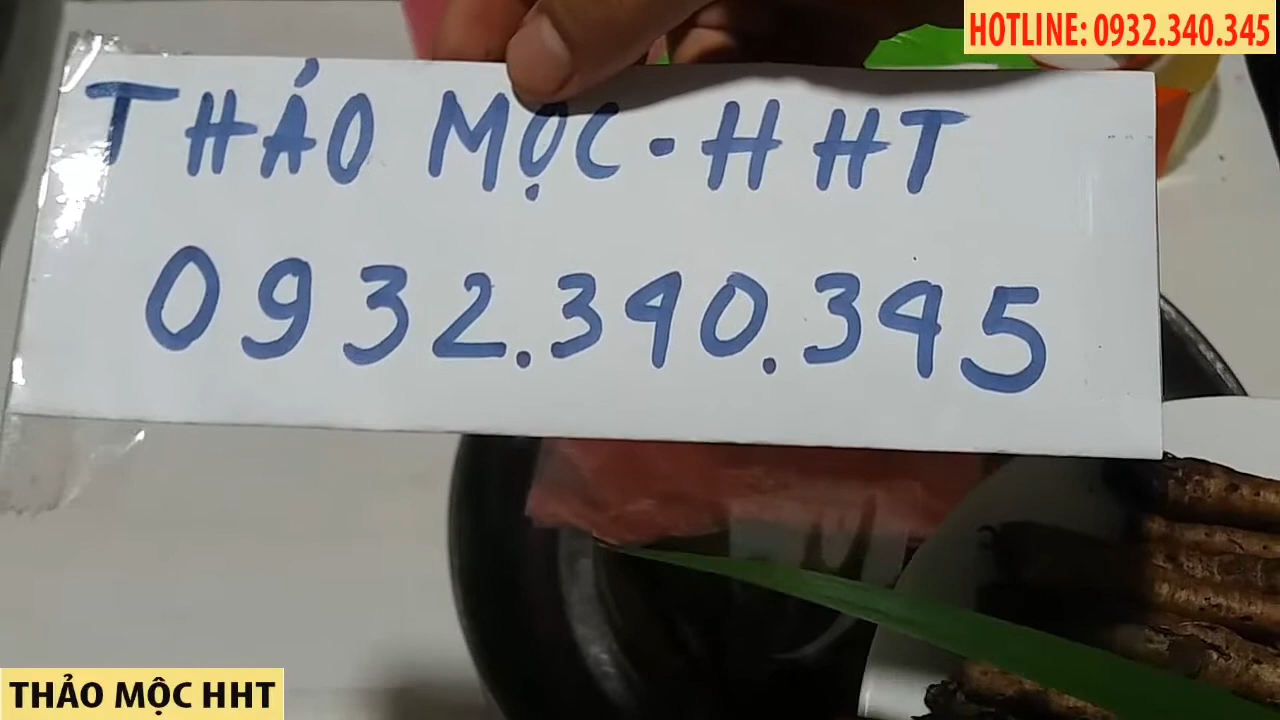 HOTLINE: 0932.340.345
THẢO MỘC-HHT
0932.340.345
THẢO MỘC HHT